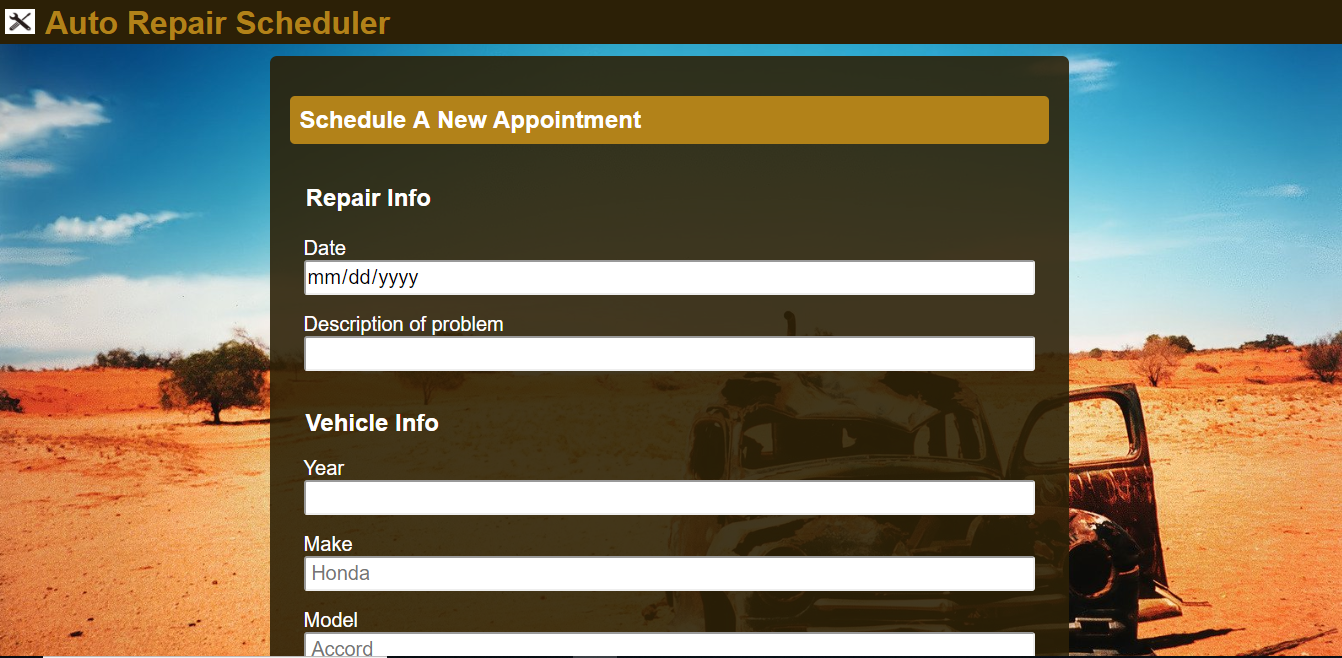 Auto Repair Scheduler
Schedule A New Appointment
Repair Info
Date
mm/dd/yyyy
Description of problem
Vehicle Info
Year
Make
Honda
Model
Accord